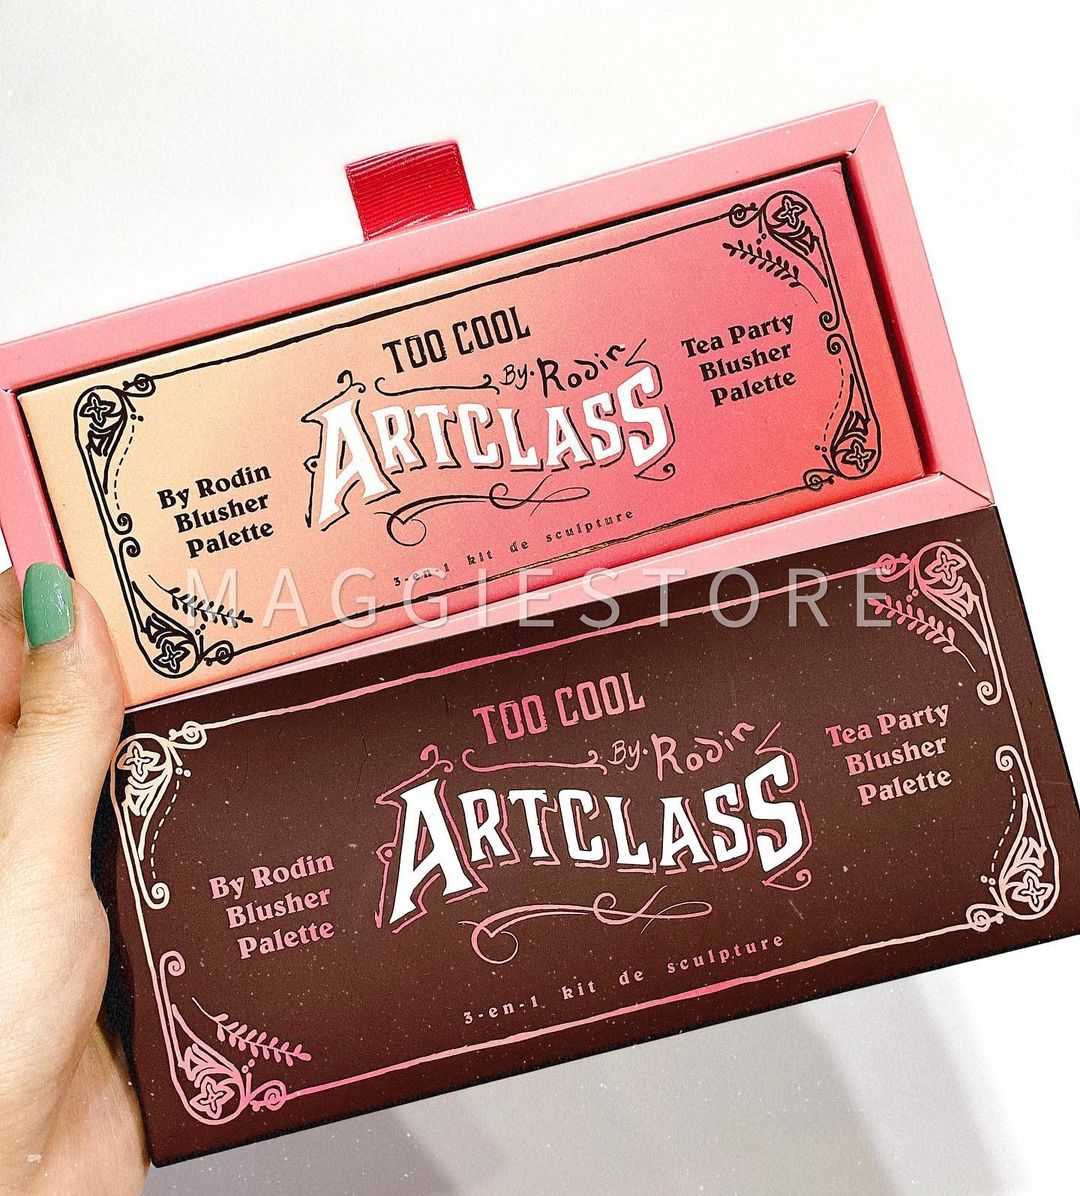 TOO COOL
By. Rodin
ARTCLASS
By Rodin
Blusher
Palette
Tea Party
Blusher
Palette
3-en-1 kit de sculpture
MAGGIESTORE
TOO COOL
By. Rodin
ARTCLASS
By Rodin
Blusher
Palette
Tea Party
Blusher
Palette
3-en-1 kit de sculpture